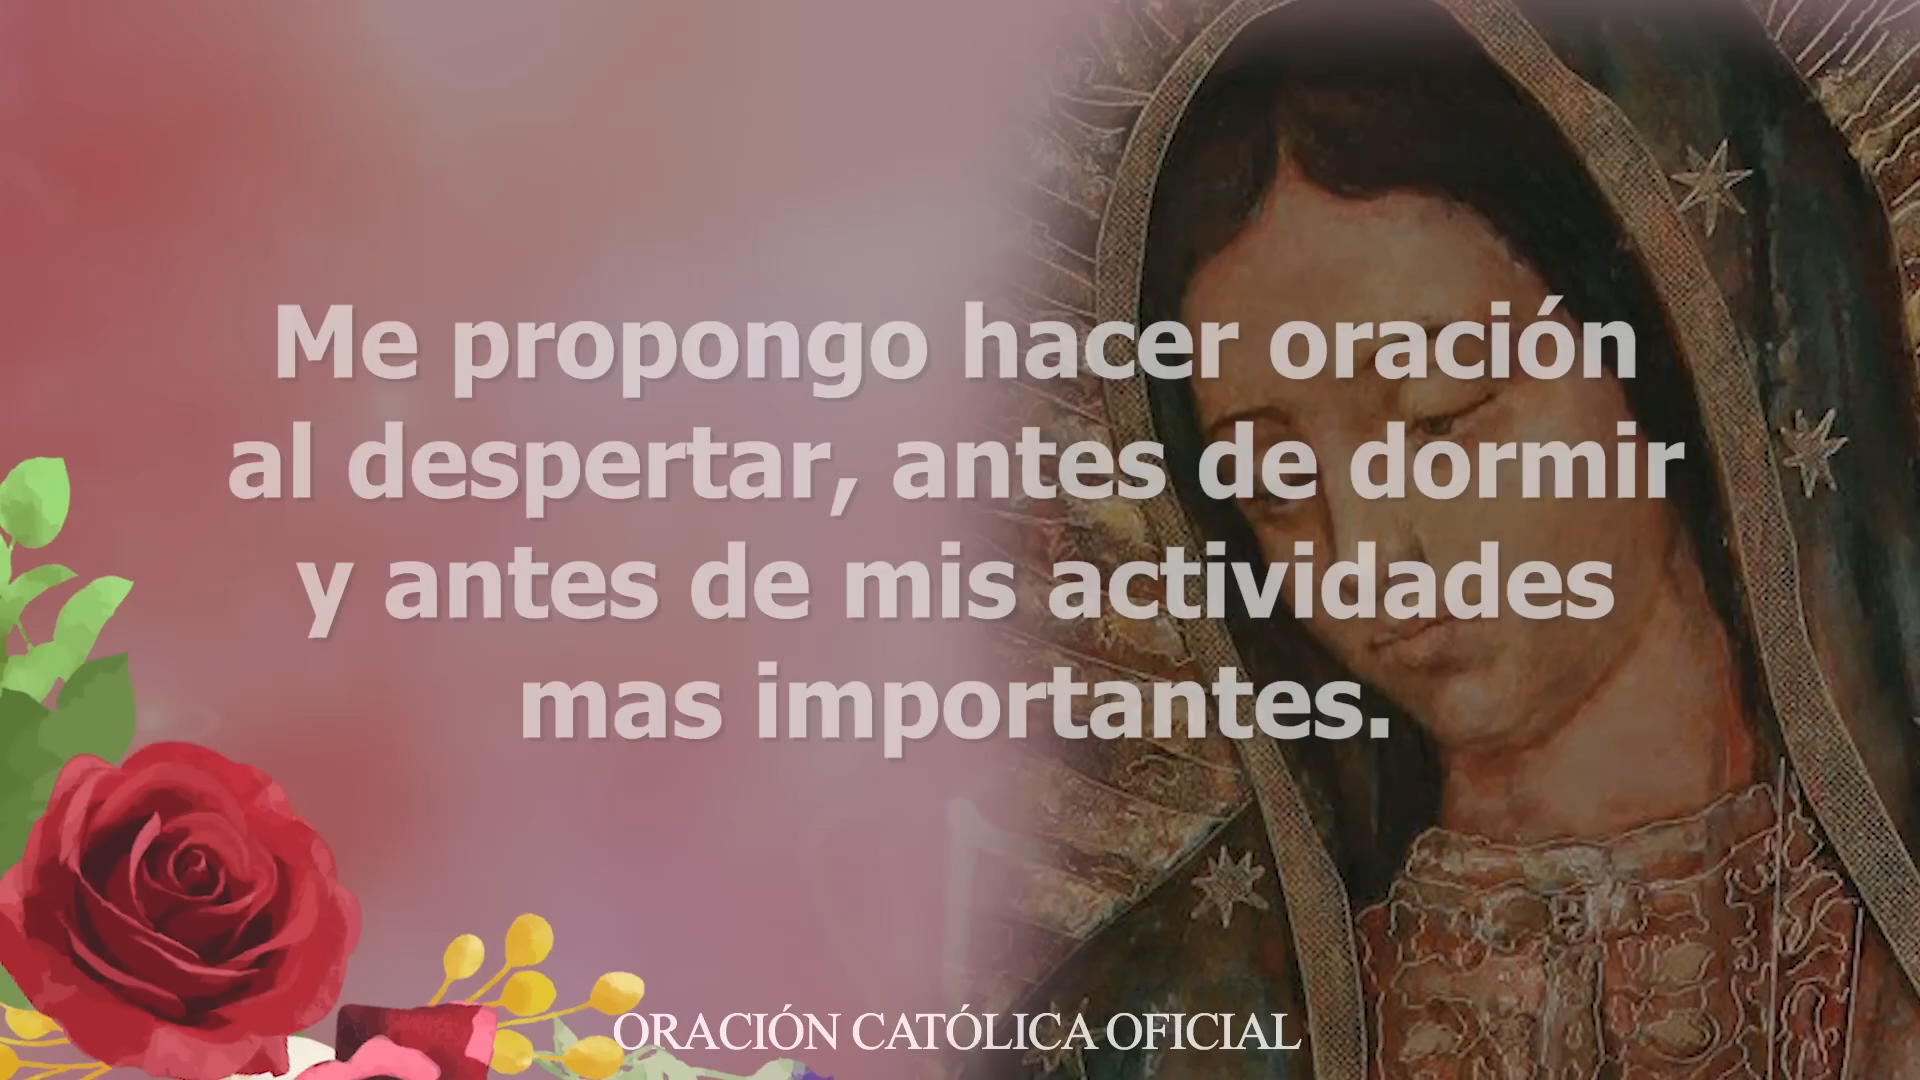 Me propongo hacer oración
al despertar, antes de dormir
y antes de mis actividades
mas importantes.
ORACIÓN CATÓLICA OFICIAL